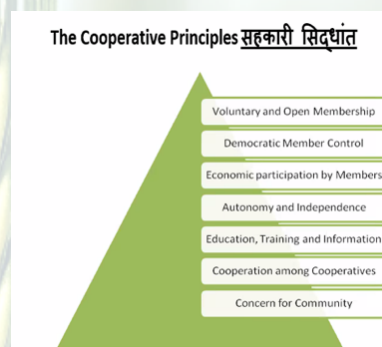 The Cooperative Principles सहकारी सिद्धांत
Voluntary and Open Membership
Democratic Member Control
Economic participation by Members
Autonomy and Independence
Education, Training and Information
Cooperation among Cooperatives
Concern for Community